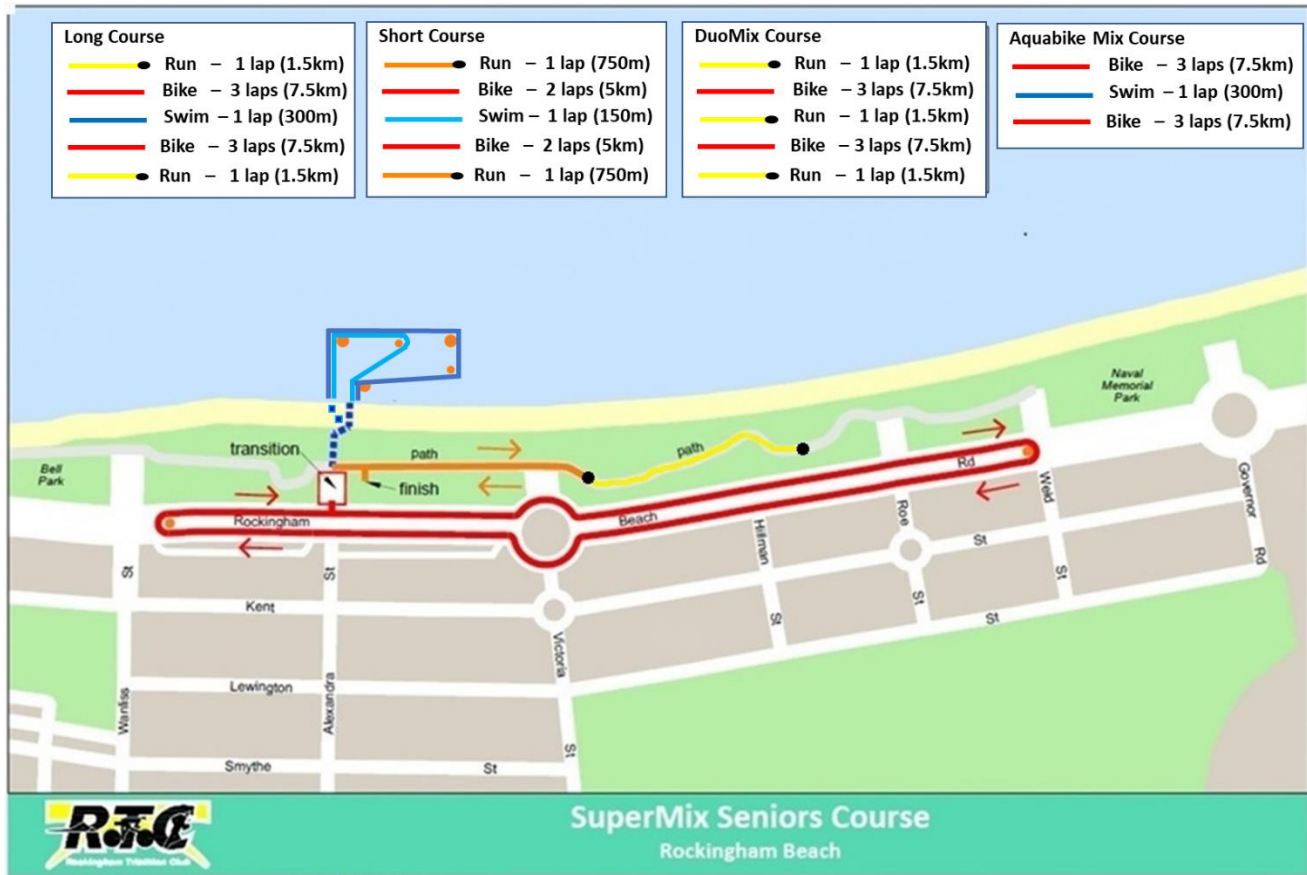 Long Course
Run – 1 lap (1.5km)
Bike – 3 laps (7.5km)
Swim – 1 lap (300m)
Bike – 3 laps (7.5km)
Run – 1 lap (1.5km)
Short Course
Run – 1 lap (750m)
Bike – 2 laps (5km)
Swim – 1 lap (150m)
Bike – 2 laps (5km)
Run – 1 lap (750m)
DuoMix Course
Run – 1 lap (1.5km)
Bike – 3 laps (7.5km)
Run – 1 lap (1.5km)
Bike – 3 laps (7.5km)
Run – 1 lap (1.5km)
Aquabike Mix Course
Bike – 3 laps (7.5km)
Swim – 1 lap (300m)
Bike – 3 laps (7.5km)
Naval
Memorial
Park
transition
path
path
Bell
Park
finish
Rd
Rockingham
Beach
Weld
St
Governor
Rd
Hillman
St
Roe
St
St
St
St
Kent
Victoria
St
Wanliss
St
Alexandra
St
Lewington
Smythe
St
R.T.C
Rockingham Triathlon Club
SuperMix Seniors Course
Rockingham Beach